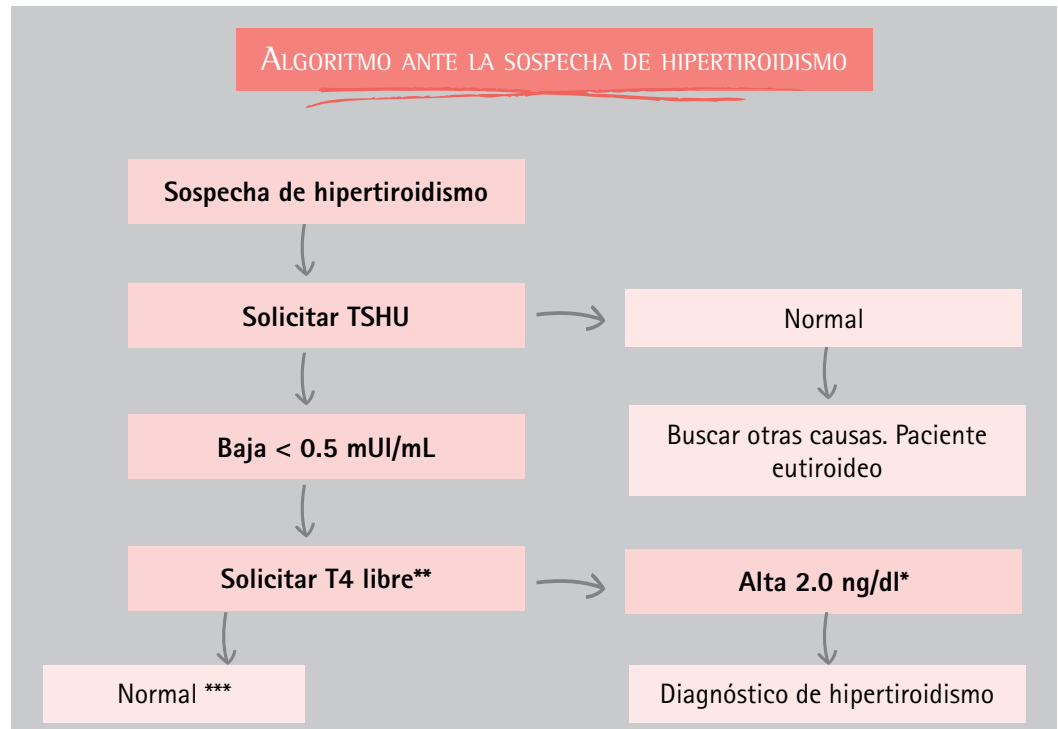 ALGORITMO ANTE LA SOSPECHA DE HIPERTIROIDISMO
Sospecha de hipertiroidismo
Solicitar TSHU
Normal
Baja < 0.5 mUI/mL
Buscar otras causas. Paciente
eutiroideo
Solicitar T4 libre**
Alta 2.0 ng/dl*
Normal ***
Diagnóstico de hipertiroidismo